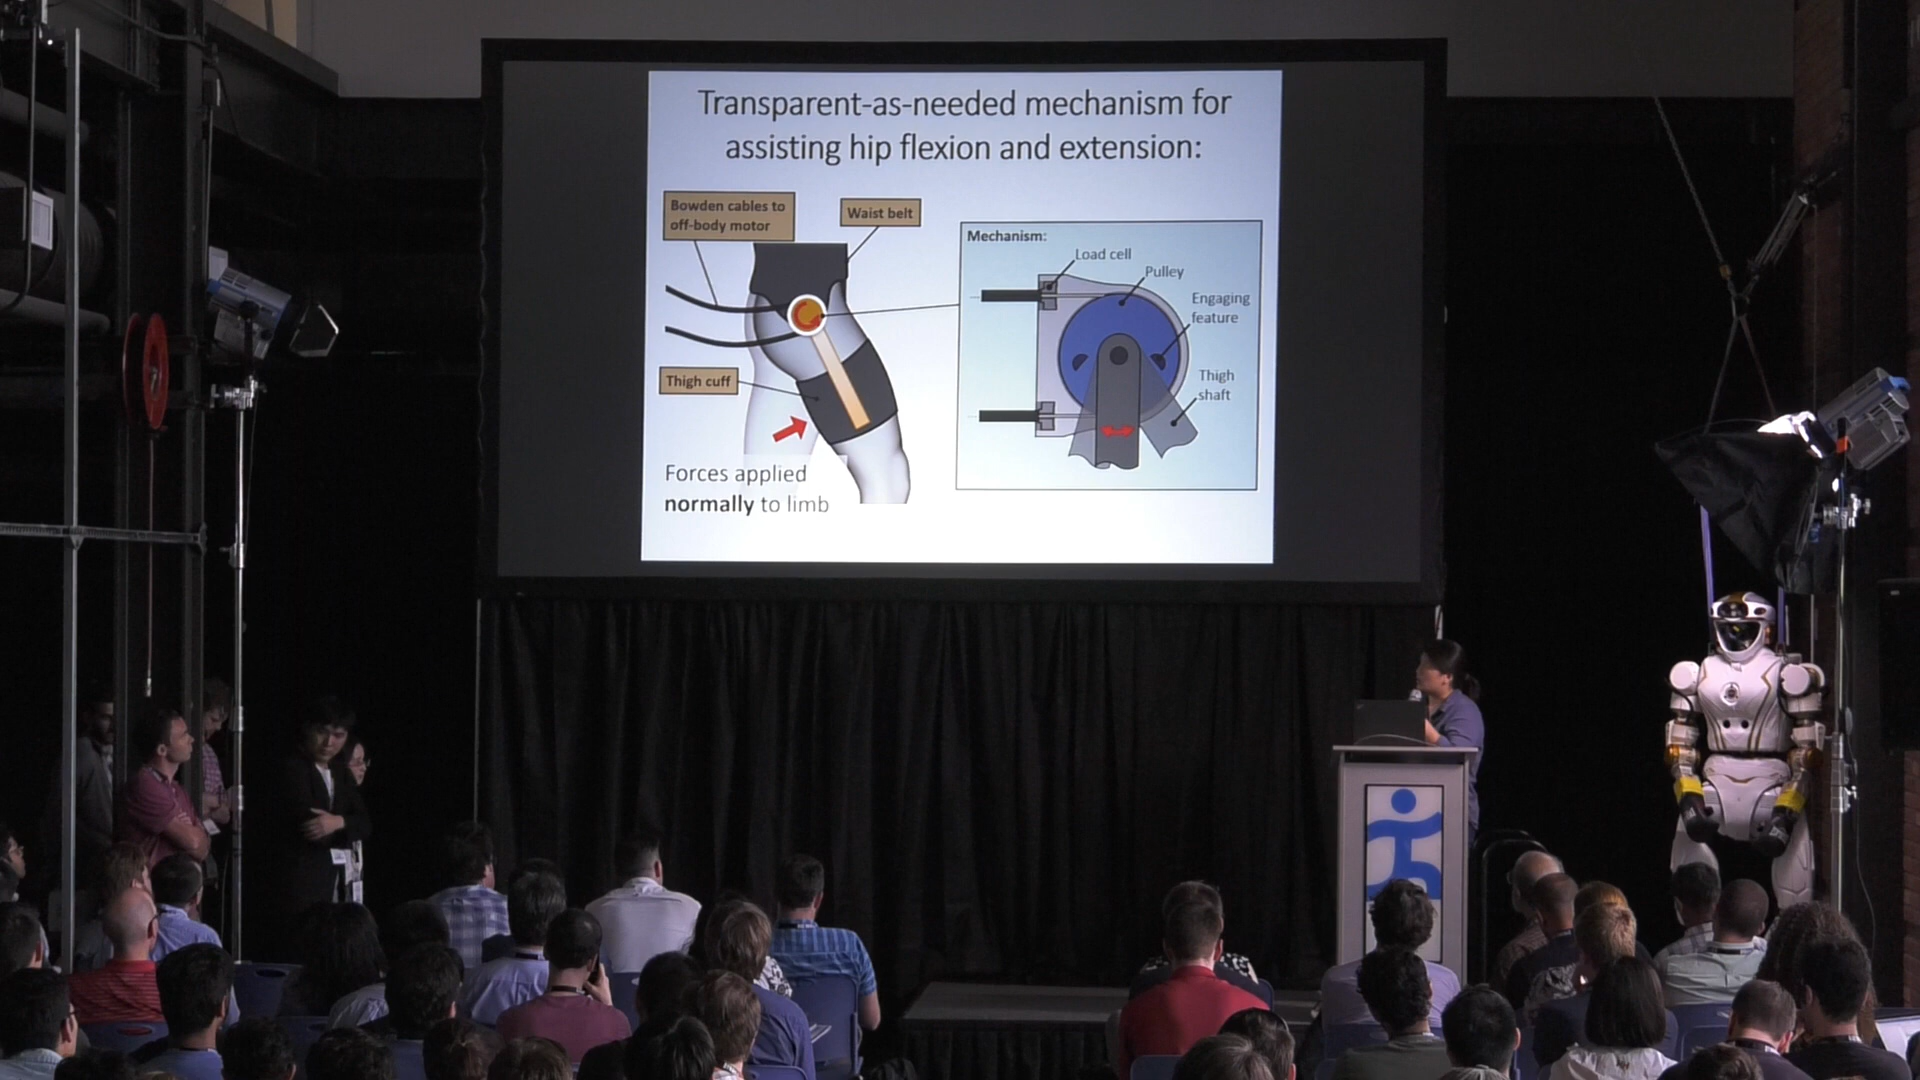 Transparent-as-needed mechanism for
assisting hip flexion and extension:
Bowden cables to
off-body motor
Waist belt
Thigh cuff
Forces applied
normally to limb
Mechanism:
Load cell
Pulley
Engaging
feature
Thigh
shaft